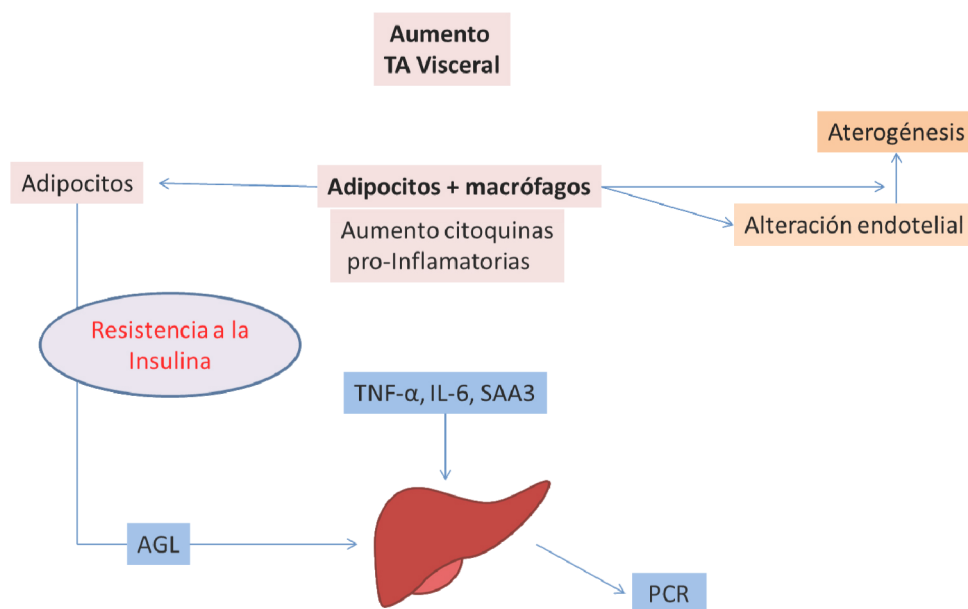 Aumento
TA Visceral
Aterogénesis
Adipocitos
Adipocitos + macrófagos
Alteración endotelial
Aumento citoquinas
pro-Inflamatorias
Resistencia a la
Insulina
TNF-α, IL-6, SAA3
AGL
PCR